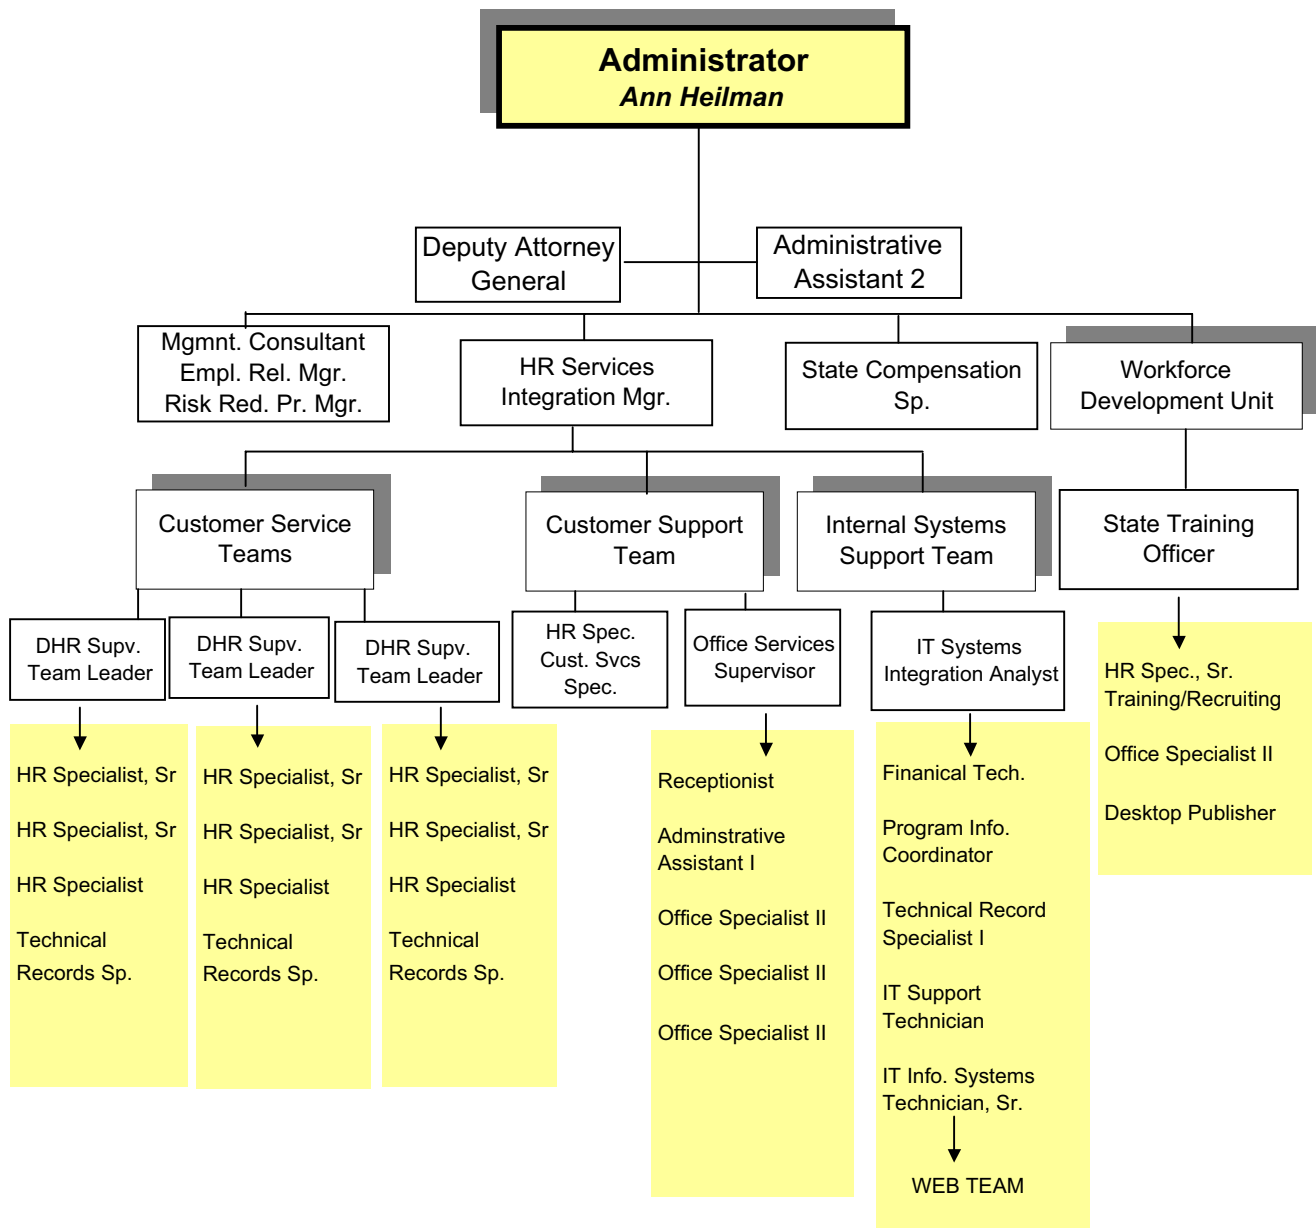 Administrator
Ann Heilman
Deputy Attorney
General
Administrative
Assistant 2
Mgmnt. Consultant
Empl. Rel. Mgr.
Risk Red. Pr. Mgr.
HR Services
Integration Mgr.
State Compensation
Sp.
Workforce
Development Unit
Customer Service
Teams
Customer Support
Team
Internal Systems
Support Team
State Training
Officer
DHR Supv.
Team Leader
DHR Supv.
Team Leader
DHR Supv.
Team Leader
HR Spec.
Cust. Svcs
Spec.
Office Services
Supervisor
IT Systems
Integration Analyst
HR Specialist, Sr
HR Specialist, Sr
HR Specialist
Technical
Records Sp.
HR Specialist, Sr
HR Specialist, Sr
HR Specialist
Technical
Records Sp.
HR Specialist, Sr
HR Specialist, Sr
HR Specialist
Technical
Records Sp.
Receptionist
Adminstrative
Assistant I
Office Specialist II
Office Specialist II
Office Specialist II
Finanical Tech.
Program Info.
Coordinator
Technical Record
Specialist I
IT Support
Technician
IT Info. Systems
Technician, Sr.
WEB TEAM
HR Spec., Sr.
Training/Recruiting
Office Specialist II
Desktop Publisher